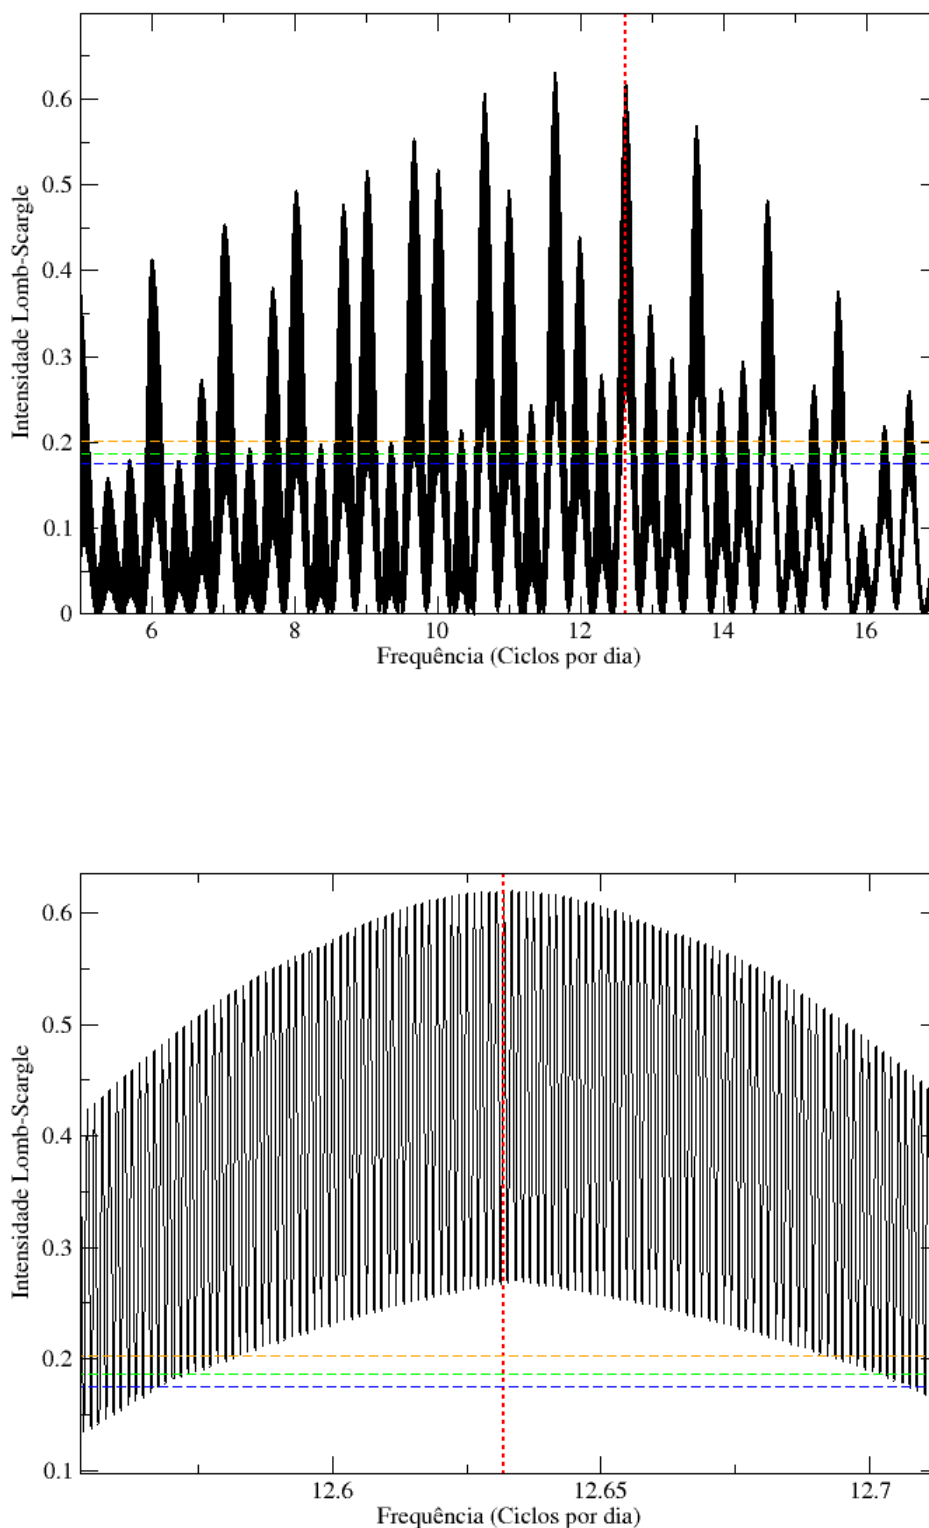 0.6
0.5
0.4
0.3
0.2
0.1
0
Intensidade Lomb-Scargle
6 8 10 12 14 16
Frequência (Ciclos por dia)
0.6
0.5
0.4
0.3
0.2
0.1
Intensidade Lomb-Scargle
12.6 12.65 12.7
Frequência (Ciclos por dia)